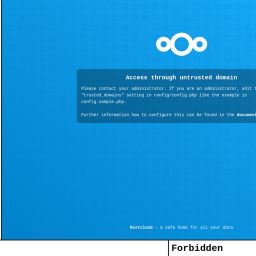 Access through untrusted domain
Please contact your administrator. If you are an administrator, edit
"trusted_domains" setting in config/config.php like the example in
config.sample.php.
Further information how to configure this can be found in the
Nextcloud – a safe home for all your data
Forbidden